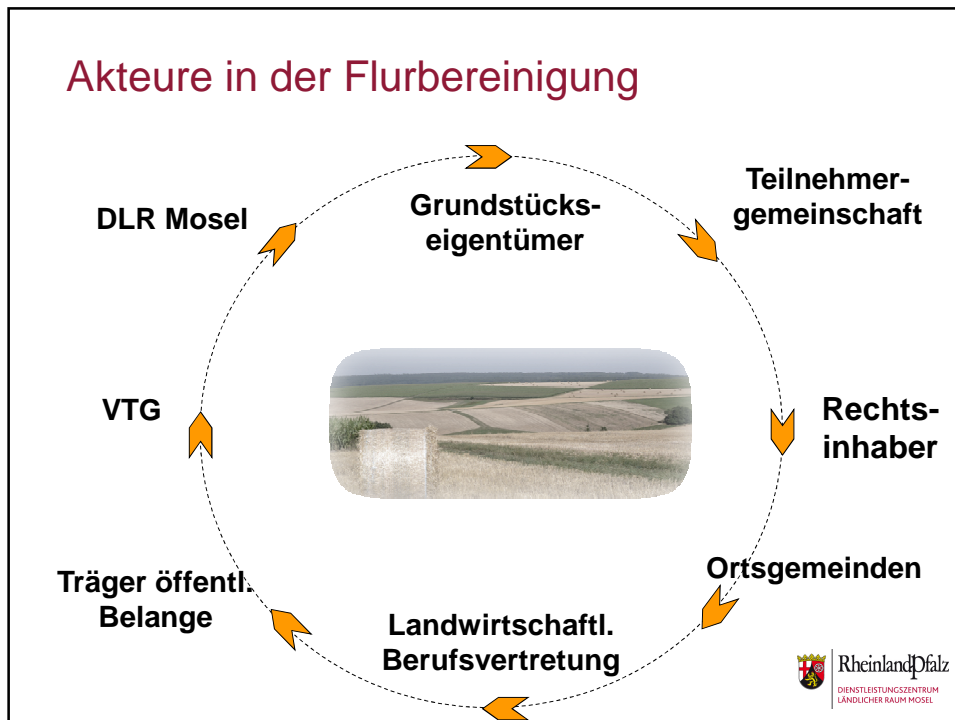 Akteure in der Flurbereinigung
Grundstücks-
eigentümer
Teilnehmer-
gemeinschaft
Rechts-
inhaber
Ortsgemeinden
Landwirtschaftl.
Berufsvertretung
Träger öffentl.
Belange
VTG
DLR Mosel
RheinlandPfalz
DIENSTLEISTUNGSZENTRUM
LÄNDLICHER RAUM MOSEL